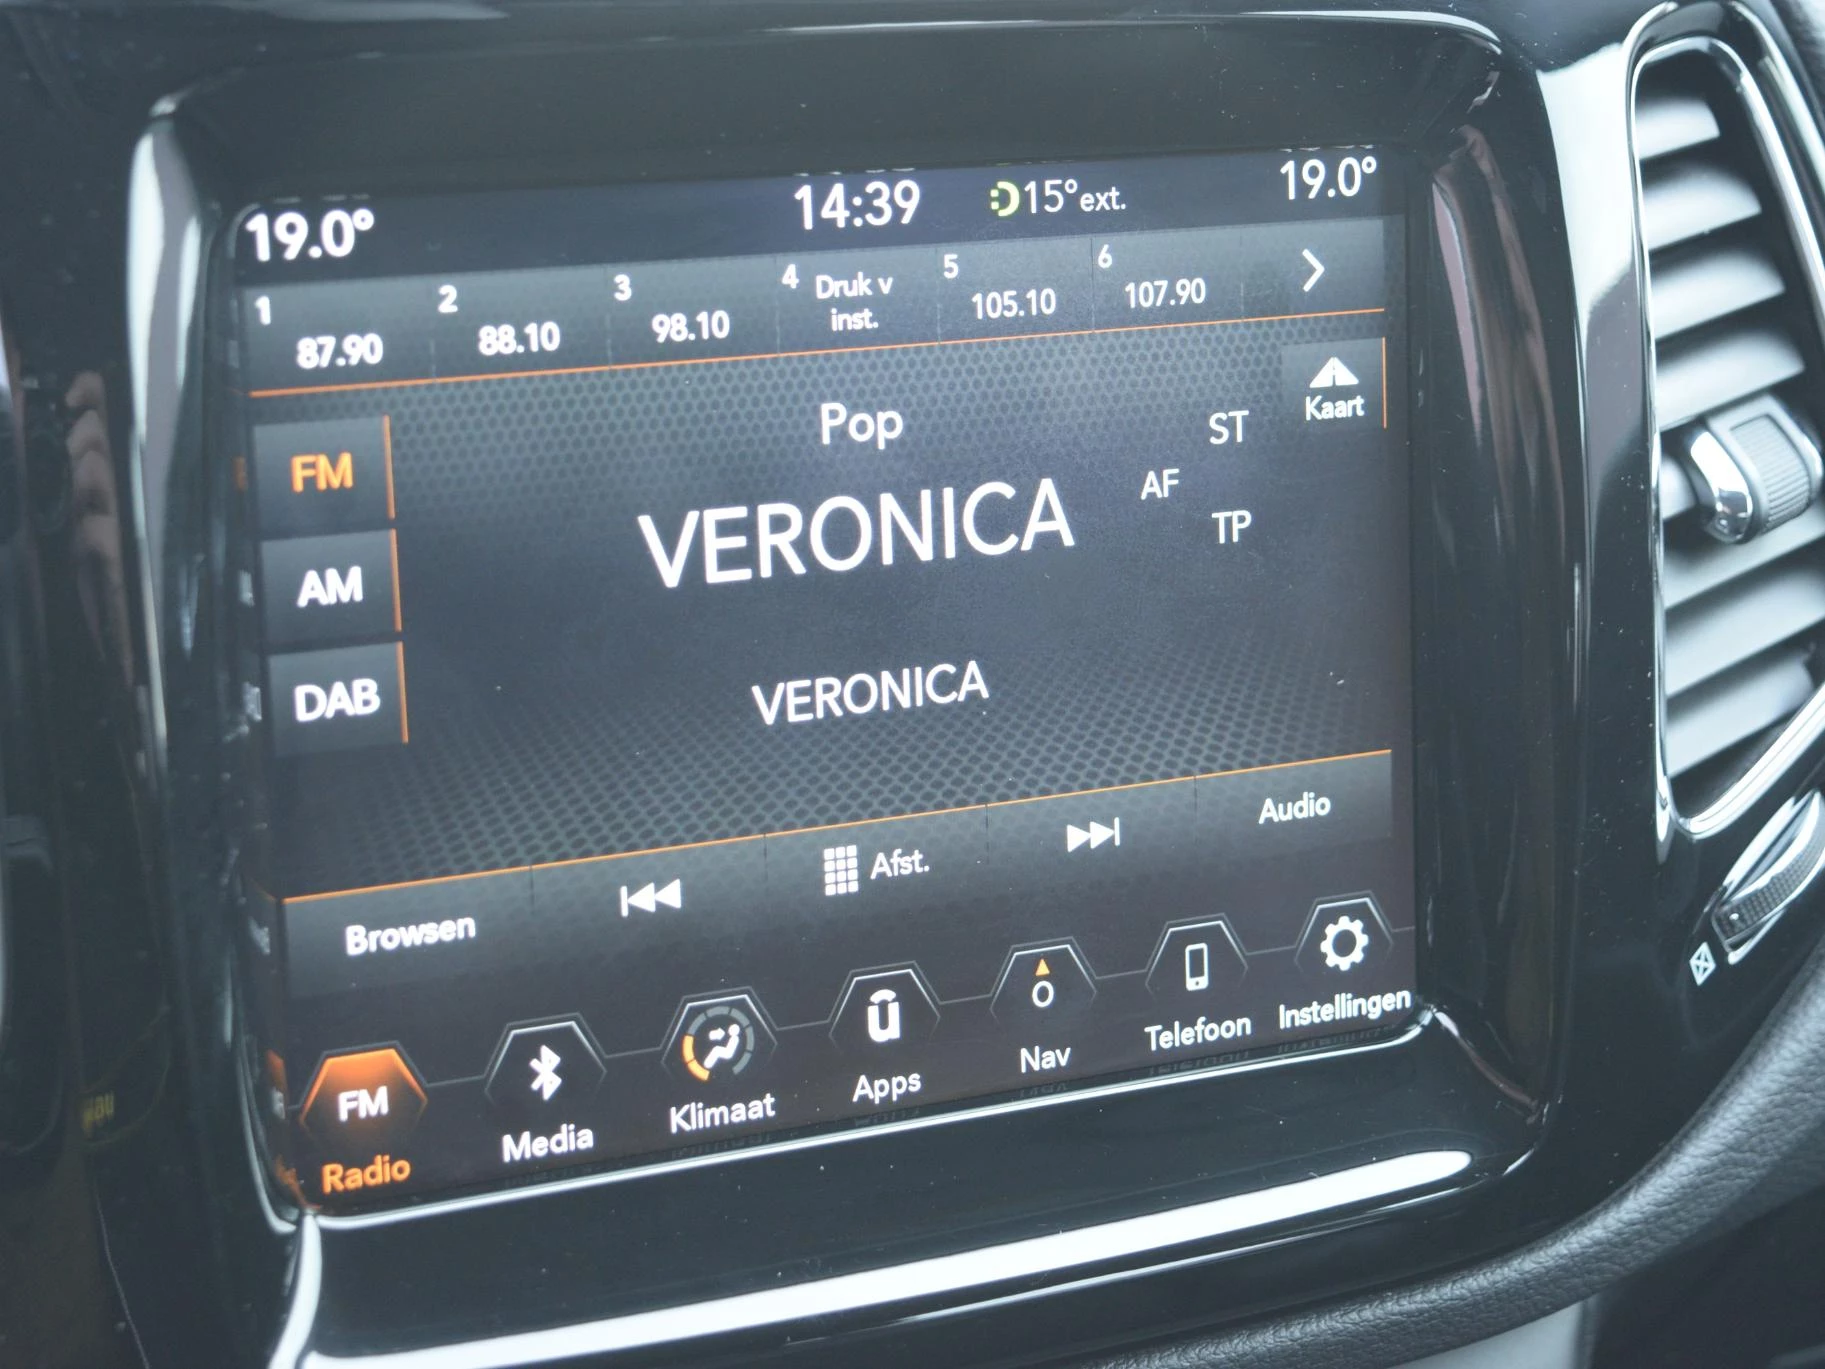 19.0°
14:39
15° ext.
19.0°
1
87.90
2
88.10
3
98.10
4
Druk v
inst.
5
105.10
6
107.90
Kaart
FM
AM
DAB
Pop
ST
AF
TP
VERONICA
VERONICA
Browsen
Afst.
Audio
FM
Radio
Media
Klimaat
ū
Apps
Nav
Telefoon
Instellingen